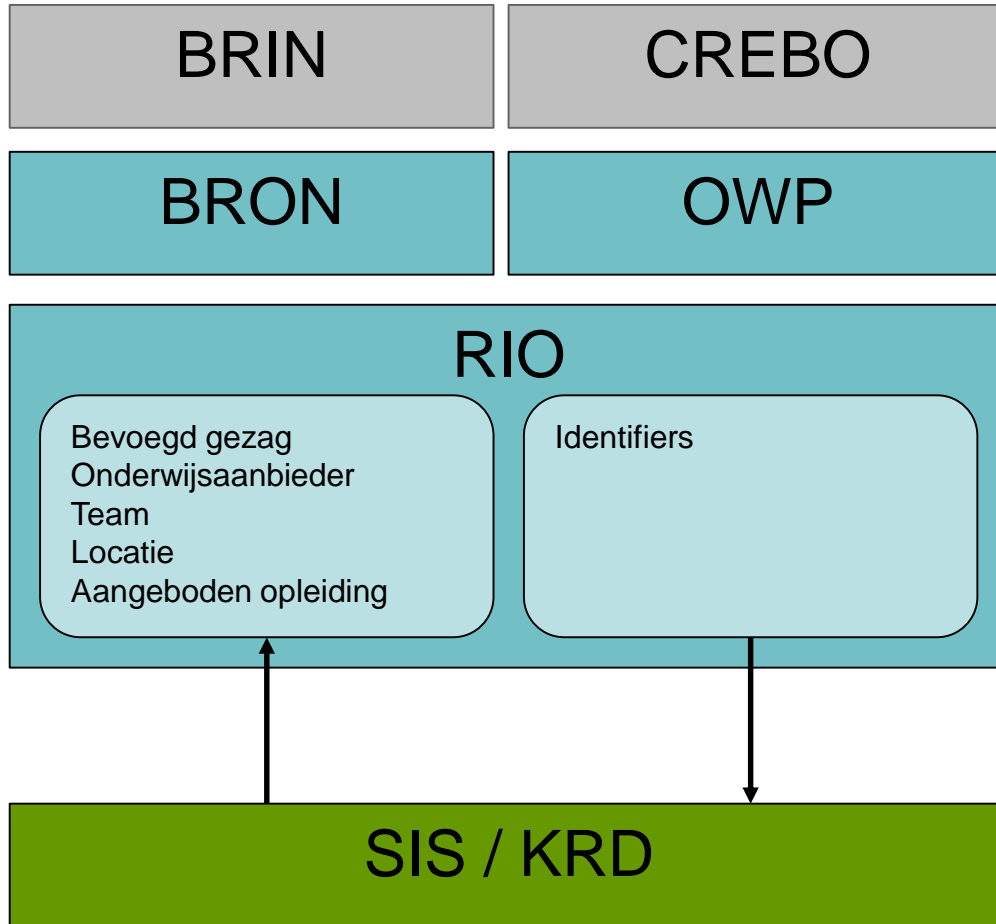 BRIN
CREBO
BRON
OWP
RIO
Bevoegd gezag
Onderwijsaanbieder
Team
Locatie
Aangeboden opleiding
Identifiers
SIS / KRD